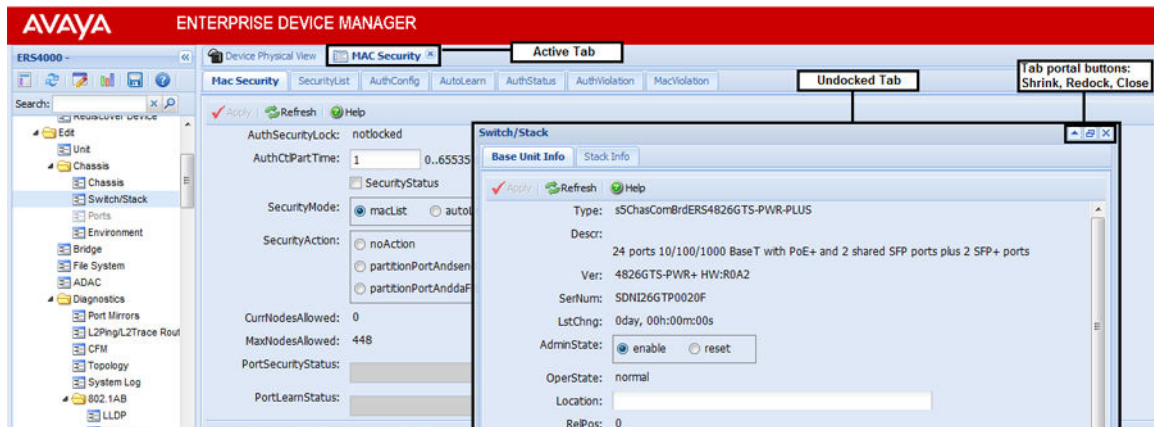 AVAYA ENTERPRISE DEVICE MANAGER
Active Tab
Undocked Tab
Tab portal buttons:
Shrink, Redock, Close
ERS4000 -
Search:
Rediscover Device
Edit
Unit
Chassis
Chassis
Switch/Stack
Ports
Environment
Bridge
File System
ADAC
Diagnostics
Port Mirrors
L2Ping/L2Trace Rout
CFM
Topology
System Log
802.1AB
LLDP
Device Physical View MAC Security
Mac Security SecurityList AuthConfig AutoLearn AuthStatus AuthViolation MacViolation
Apply Refresh Help
AuthSecurityLock: notlocked
AuthCtlPartTime: 1 0..65535
SecurityStatus
SecurityMode: macList autoL
SecurityAction: noAction
partitionPortAndsen
partitionPortAnddaF
CurrNodesAllowed: 0
MaxNodesAllowed: 448
PortSecurityStatus:
PortLearnStatus:
Switch/Stack
Base Unit Info Stack Info
Apply Refresh Help
Type: s5ChasComBrdERS4826GTS-PWR-PLUS
Descr:
24 ports 10/100/1000 BaseT with PoE+ and 2 shared SFP ports plus 2 SFP+ ports
Ver: 4826GTS-PWR+ HW:R0A2
SerNum: SDNI26GTP0020F
LstChng: 0day, 00h:00m:00s
AdminState: enable reset
OperState: normal
Location:
RelPos: 0